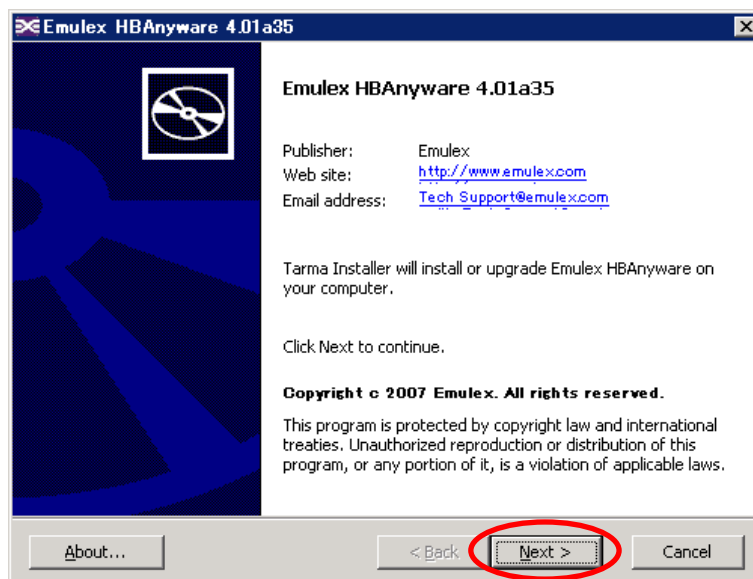 Emulex HBAnyware 4.01a35
Emulex HBAnyware 4.01a35
Publisher: Emulex
Web site: http://www.emulex.com
Email address: Tech Support@emulex.com
Tarma Installer will install or upgrade Emulex HBAnyware on
your computer.
Click Next to continue.
Copyright c 2007 Emulex. All rights reserved.
This program is protected by copyright law and international
treaties. Unauthorized reproduction or distribution of this
program, or any portion of it, is a violation of applicable laws.
About... < Back Next > Cancel